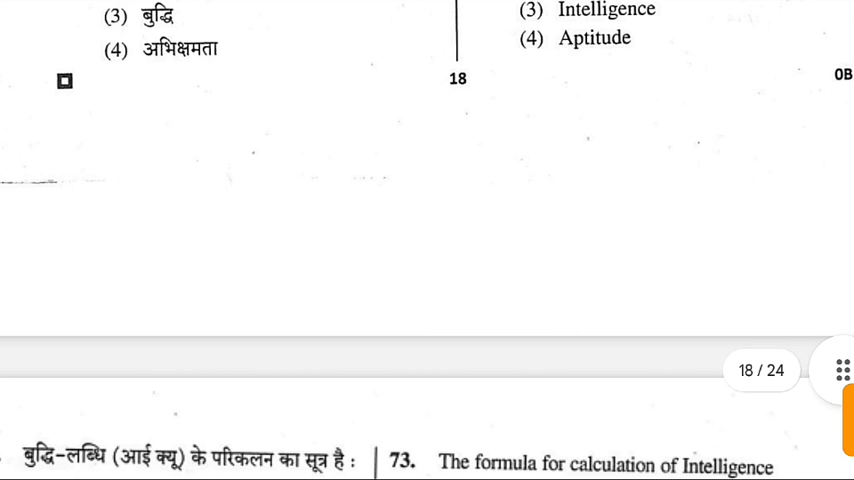 (3) बुद्धि
(4) अभिक्षमता
(3) Intelligence
(4) Aptitude
18
0B
18 / 24
बुद्धि-लब्धि (आई क्यू) के परिकलन का सूत्र है :
73. The formula for calculation of Intelligence